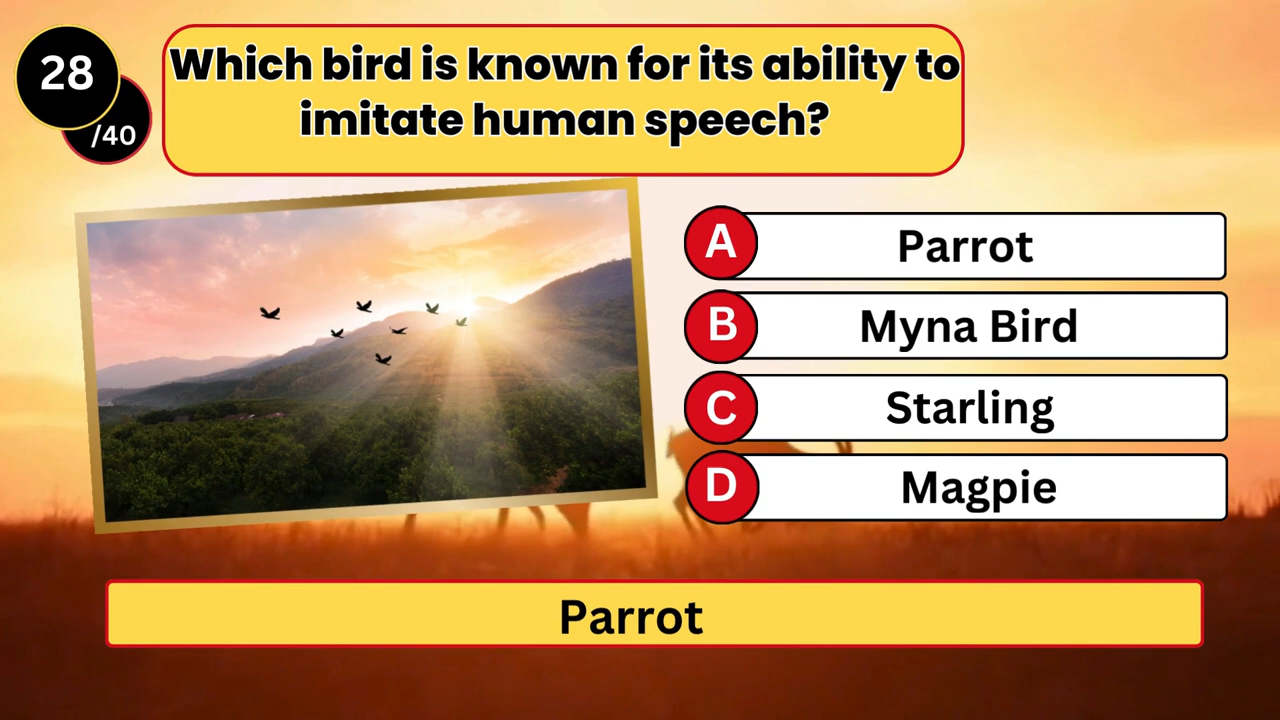 28
/40
Which bird is known for its ability to
imitate human speech?
A
Parrot
B
Myna Bird
C
Starling
D
Magpie
Parrot